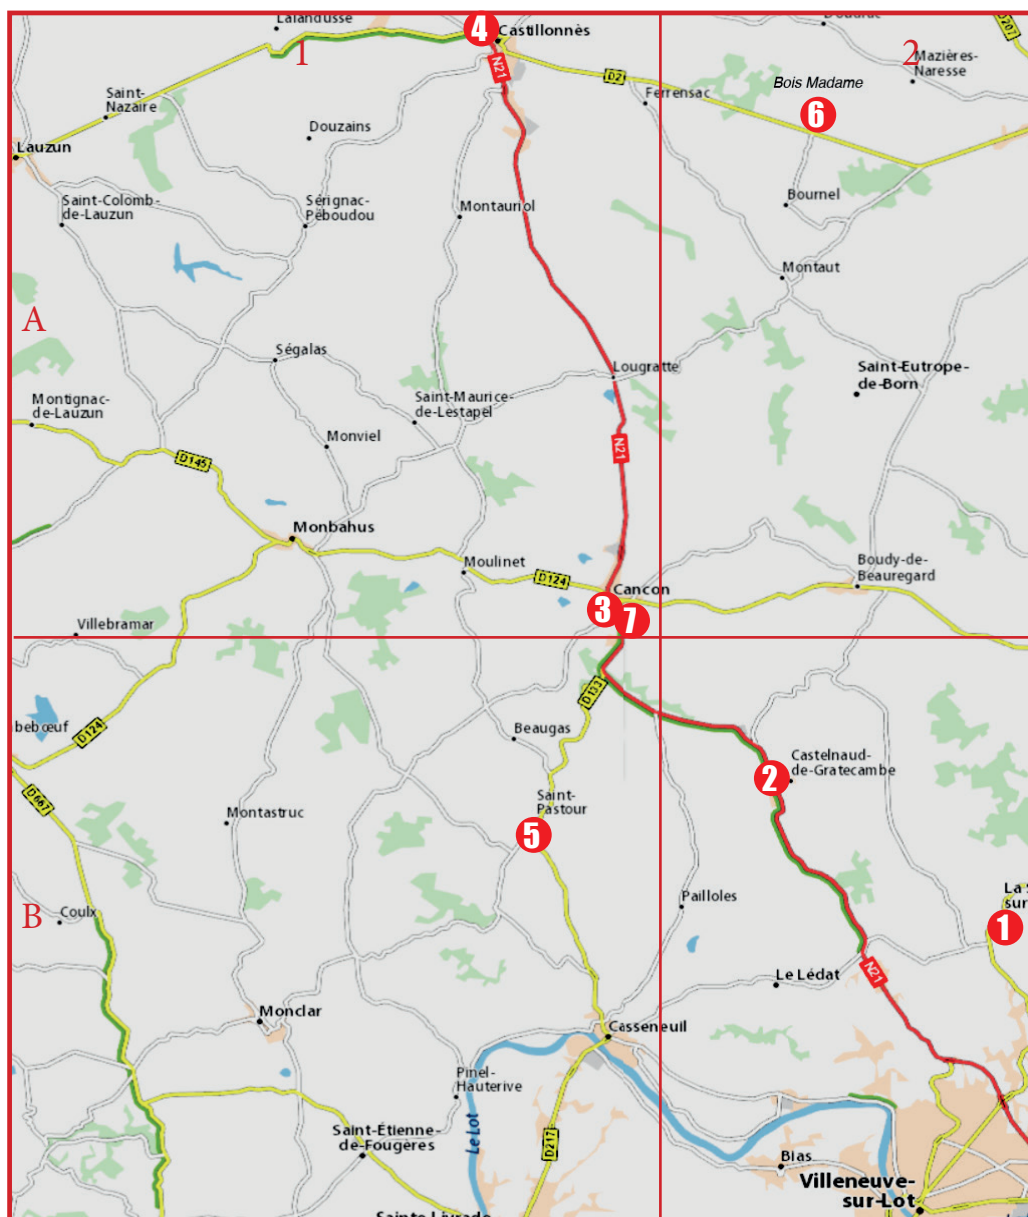 Lalandusse
4
Castillonnès
Douzains
1
N21
D2
D207
2
Mazières-
Naresse
Bois Madame
6
Saint-
Nazaire
Ferrensac
Lauzun
Bournel
Saint-Colomb-
de-Lauzun
Sérignac-
Péboudou
Montauriol
Montaut
A
Ségalas
Lougratte
Saint-Eutrope-
de-Born
Montignac-
de-Lauzun
Saint-Maurice-
de-Lestapel
Monviel
N21
D145
Monbahus
Moulinet
D124
Cancon
Boudy-de-
Beauregard
3
7
Villebramar
D133
D124
Beaugas
Castelnaud-
de-Gratecambe
2
D667
Saint-
Pastour
Montastruc
5
B
Coulx
Pailloles
1
N21
Le Lédat
Monclar
Casseneuil
Pinel-
Hauterive
Le Lot
Saint-Étienne-
de-Fougères
D217
Bias
Villeneuve-
sur-Lot